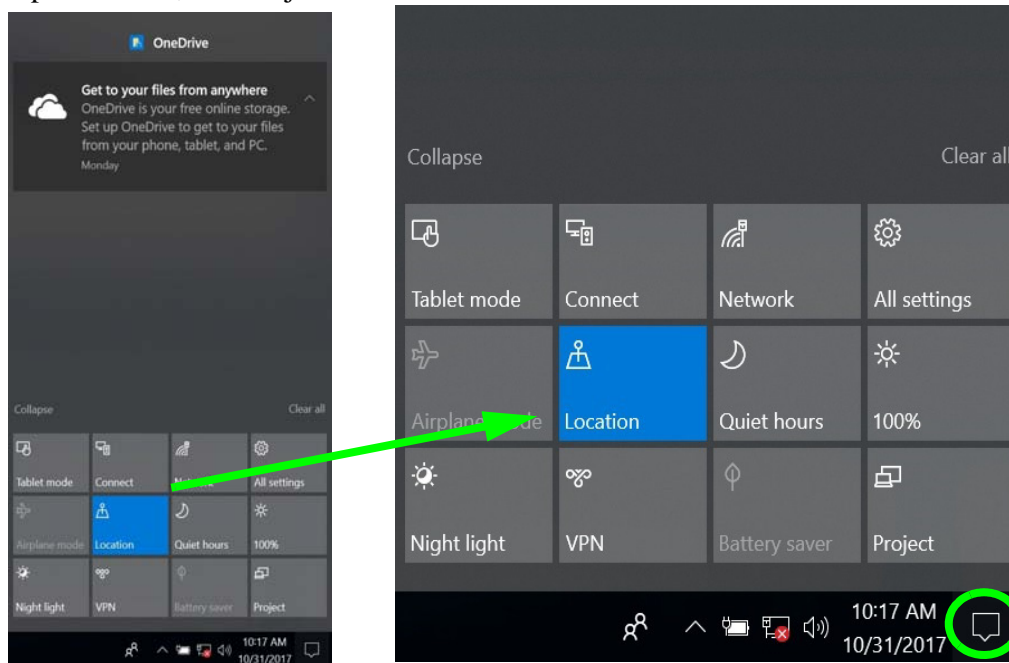 OneDrive
Get to your files from anywhere
OneDrive is your free online storage.
Set up OneDrive to get to your files
from your phone, tablet, and PC.
Monday
Collapse Clear all
Tablet mode Connect All settings
Airplane mode Location Quiet hours 100%
Night light VPN Battery saver Project
10:17 AM
10/31/2017
Collapse Clear all
Tablet mode Connect Network All settings
Airplane mode Location Quiet hours 100%
Night light VPN Battery saver Project
10:17 AM
10/31/2017